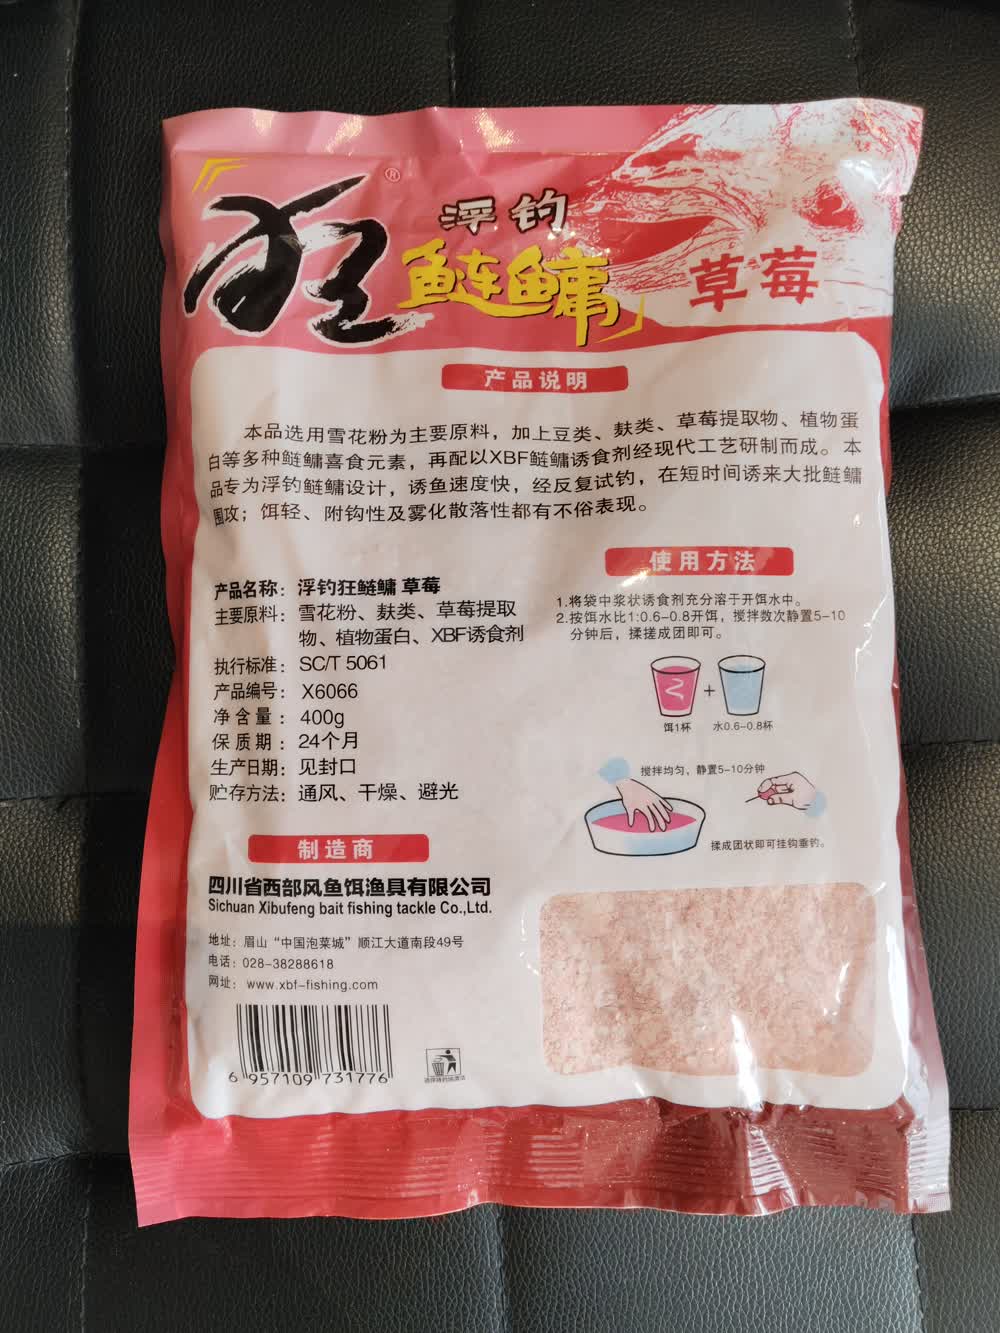 狂®
浮钓
鲢鳙
草莓
产品说明
本品选用雪花粉为主要原料，加上豆类、麸类、草莓提取物、植物蛋
白等多种鲢鳙喜食元素，再配以XBF鲢鳙诱食剂经现代工艺研制而成。本
品专为浮钓鲢鳙设计，诱鱼速度快，经反复试钓，在短时间诱来大批鲢鳙
围攻；饵轻、附钩性及雾化散落性都有不俗表现。
产品名称：浮钓狂鲢鳙 草莓
主要原料：雪花粉、麸类、草莓提取
物、植物蛋白、XBF诱食剂
执行标准：SC/T 5061
产品编号：X6066
净含量：400g
保质期：24个月
生产日期：见封口
贮存方法：通风、干燥、避光
使用方法
1.将袋中浆状诱食剂充分溶于开饵水中。
2.按饵水比1:0.6-0.8开饵，搅拌数次静置5-10
分钟后，揉搓成团即可。
+
饵1杯 水0.6-0.8杯
搅拌均匀，静置5-10分钟
揉成团状即可挂钩垂钓。
制造商
四川省西部风鱼饵渔具有限公司
Sichuan Xibufeng bait fishing tackle Co.,Ltd.
地址：眉山“中国泡菜城”顺江大道南段49号
电话：028-38288618
网址：www.xbf-fishing.com
6 957109 731776